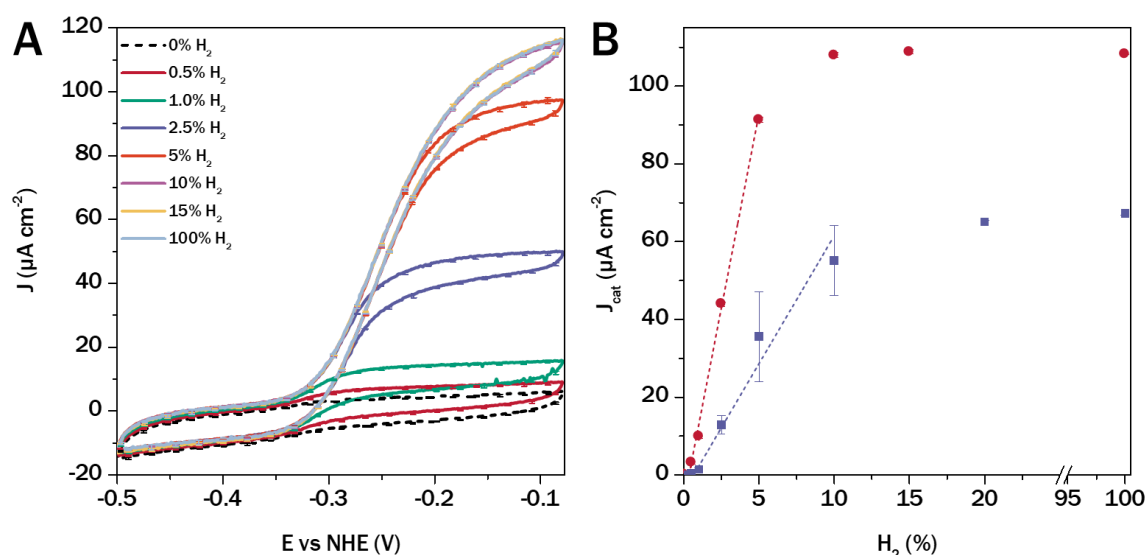 A
120
100
80
60
40
20
0
-20
J (µA cm⁻²)
0% H₂
0.5% H₂
1.0% H₂
2.5% H₂
5% H₂
10% H₂
15% H₂
100% H₂
-0.5
-0.4
-0.3
-0.2
-0.1
E vs NHE (V)
B
100
80
60
40
20
0
J_cat (µA cm⁻²)
0
5
10
15
20
95
100
H₂ (%)